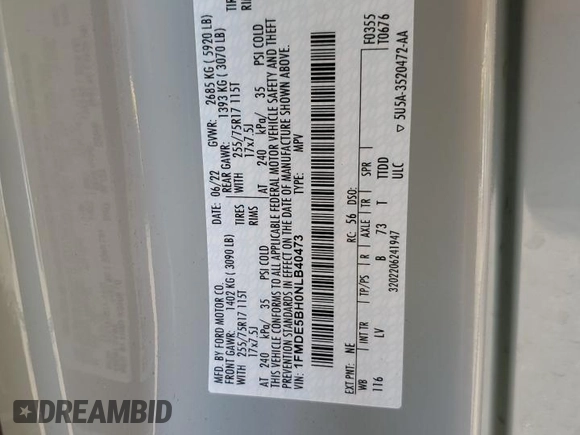 MFD. BY FORD MOTOR CO.
DATE: 06/22 GVWR: 2685 KG ( 5920 LB)
FRONT GAWR: 1402 KG ( 3090 LB) REAR GAWR: 1393 KG ( 3070 LB)
WITH 255/75R17 115T TIRES WITH 255/75R17 115T TIR
17x7.5J RIMS 17x7.5J RIM
AT 240 kPa/ 35 PSI COLD AT 240 kPa/ 35 PSI COLD
THIS VEHICLE CONFORMS TO ALL APPLICABLE FEDERAL MOTOR VEHICLE SAFETY AND THEFT
PREVENTION STANDARDS IN EFFECT ON THE DATE OF MANUFACTURE SHOWN ABOVE.
VIN: 1FMDE5BH0NLB40473 TYPE: MPV
F0355
T0676
EXT PNT: NE RC: 56 DSO:
WB INT TR TP/PS R AXLE TR SPR
116 LV B 73 T TTDD
3202206241947 ULC
▽ 5U5A-3520472-AA
DREAMBID